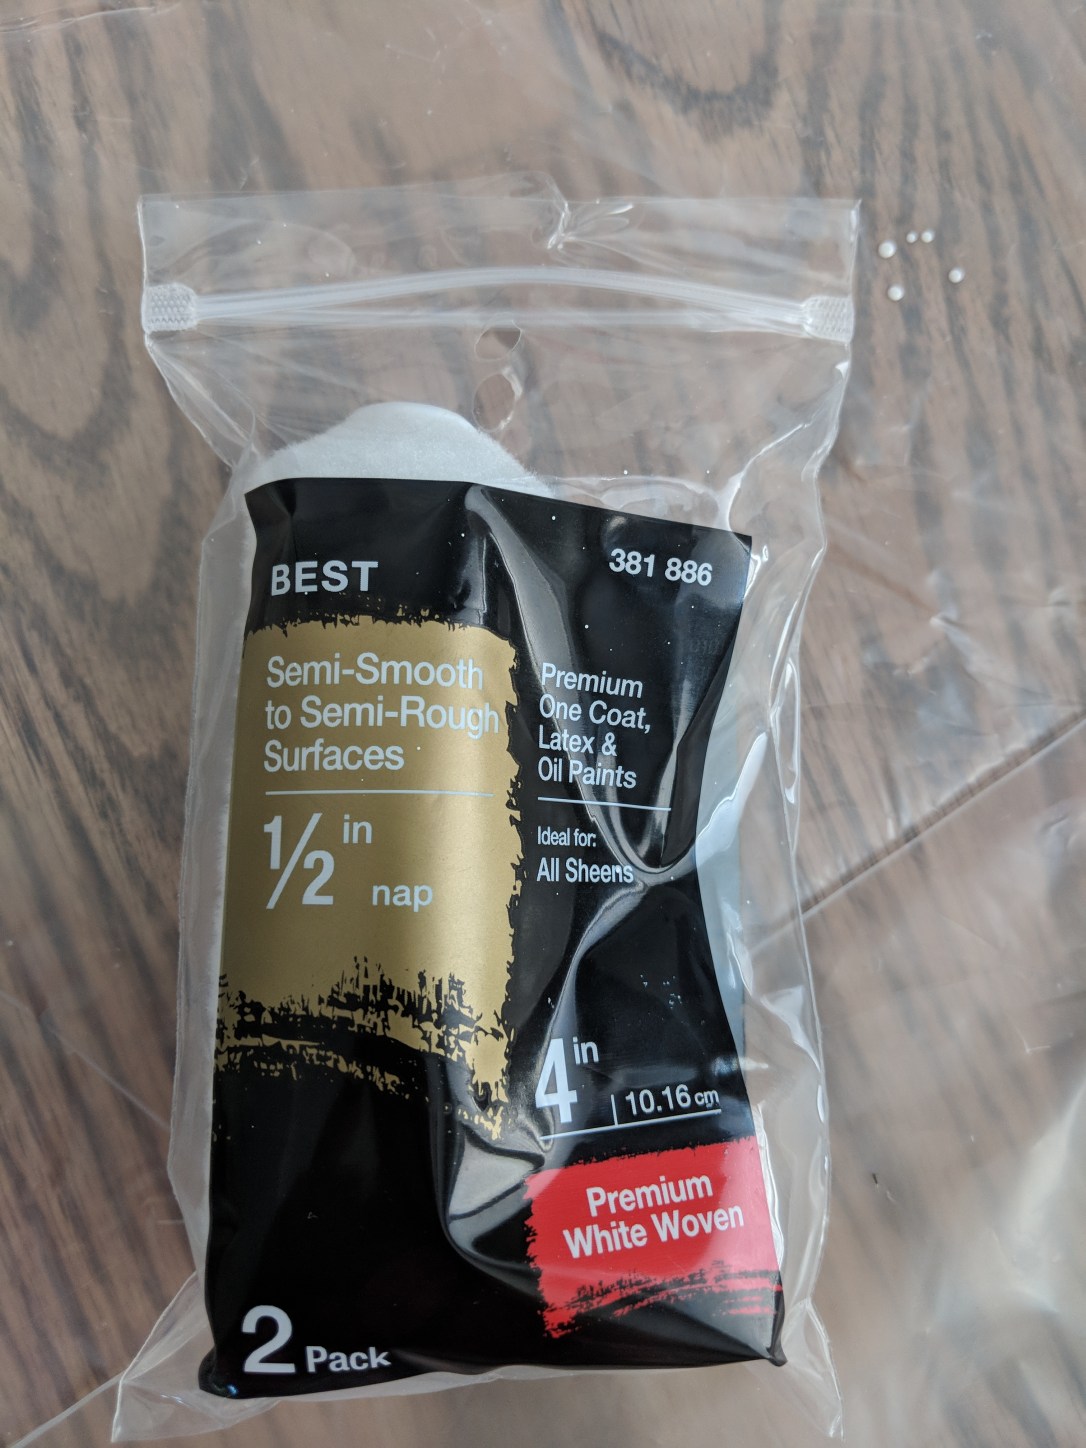 BEST
381 886
Semi-Smooth
to Semi-Rough
Surfaces
1/2 in
nap
Premium
One Coat,
Latex &
Oil Paints
Ideal for:
All Sheens
4 in | 10.16 cm
Premium
White Woven
2 Pack